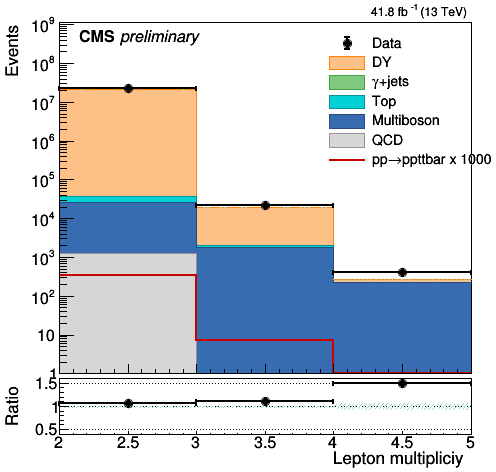 41.8 fb⁻¹ (13 TeV)
CMS preliminary
Events
10⁹
10⁸
10⁷
10⁶
10⁵
10⁴
10³
10²
10
1
Data
DY
γ+jets
Top
Multiboson
QCD
pp→ppttbar x 1000
Ratio
1.5
1
0.5
2 2.5 3 3.5 4 4.5 5
Lepton multipliciy